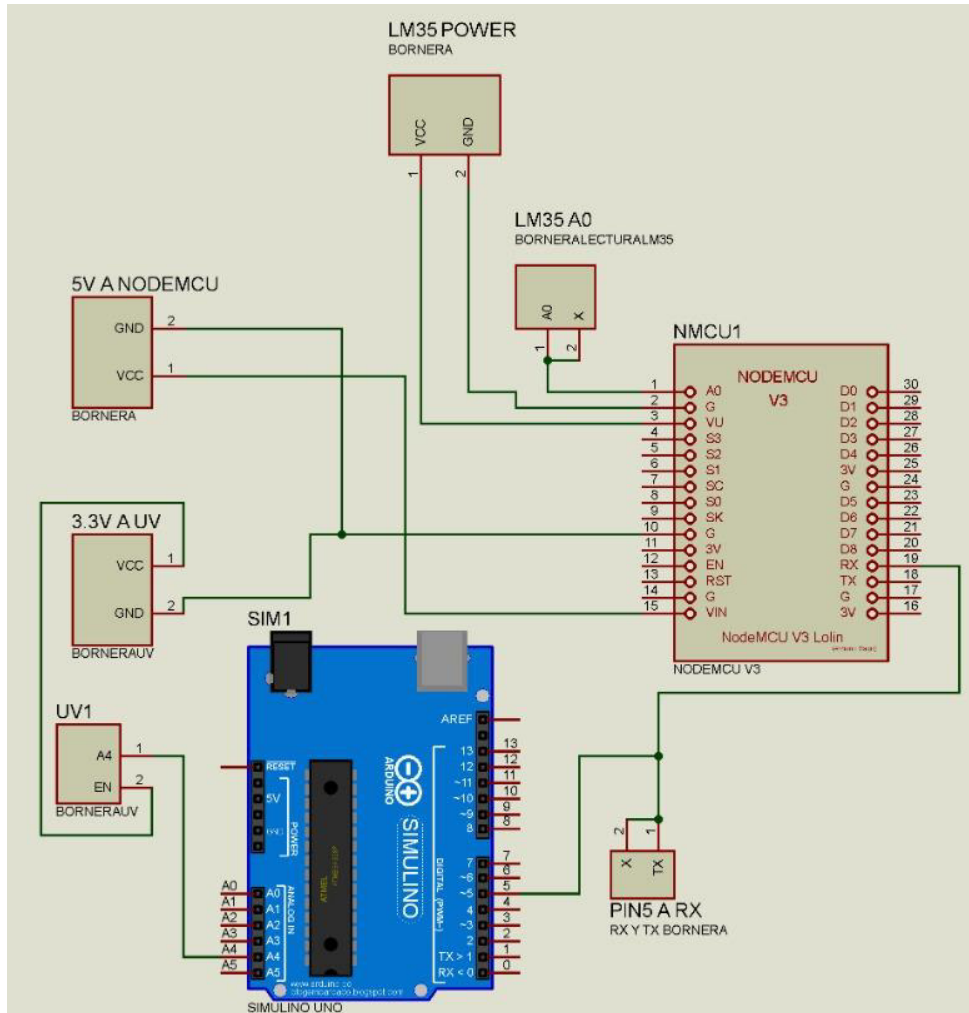 LM35 POWER
BORNERA
VCC
GND
1
2
LM35 A0
BORNERALECTURALM35
A0
X
1
2
5V A NODEMCU
GND 2
VCC 1
BORNERA
3.3V A UV
VCC 1
GND 2
BORNERAUV
UV1
A4 1
EN 2
BORNERAUV
NMCU1
NODEMCU
V3
1 A0
2 G
3 VU
4 S3
5 S2
6 S1
7 SC
8 S0
9 SK
10 G
11 3V
12 EN
13 RST
14 G
15 VIN
D0 30
D1 29
D2 28
D3 27
D4 26
3V 25
G 24
D5 23
D6 22
D7 21
D8 20
RX 19
TX 18
G 17
3V 16
NodeMCU V3 Lolin
NODEMCU V3
SIM1
RESET
5V
GND
POWER
A0 A0
A1 A1
A2 A2
A3 A3
A4 A4
A5 A5
ANALOG IN
ATMEL
ARDUINO
SIMULINO
AREF
13 13
12 12
~11 11
~10 10
~9 9
8 8
7 7
~6 6
~5 5
4 4
~3 3
2 2
TX > 1 1
RX < 0 0
DIGITAL (PWM~)
www.arduino.cc
blogembarcado.blogspot.com
SIMULINO UNO
2
1
X
TX
PIN5 A RX
RX Y TX BORNERA